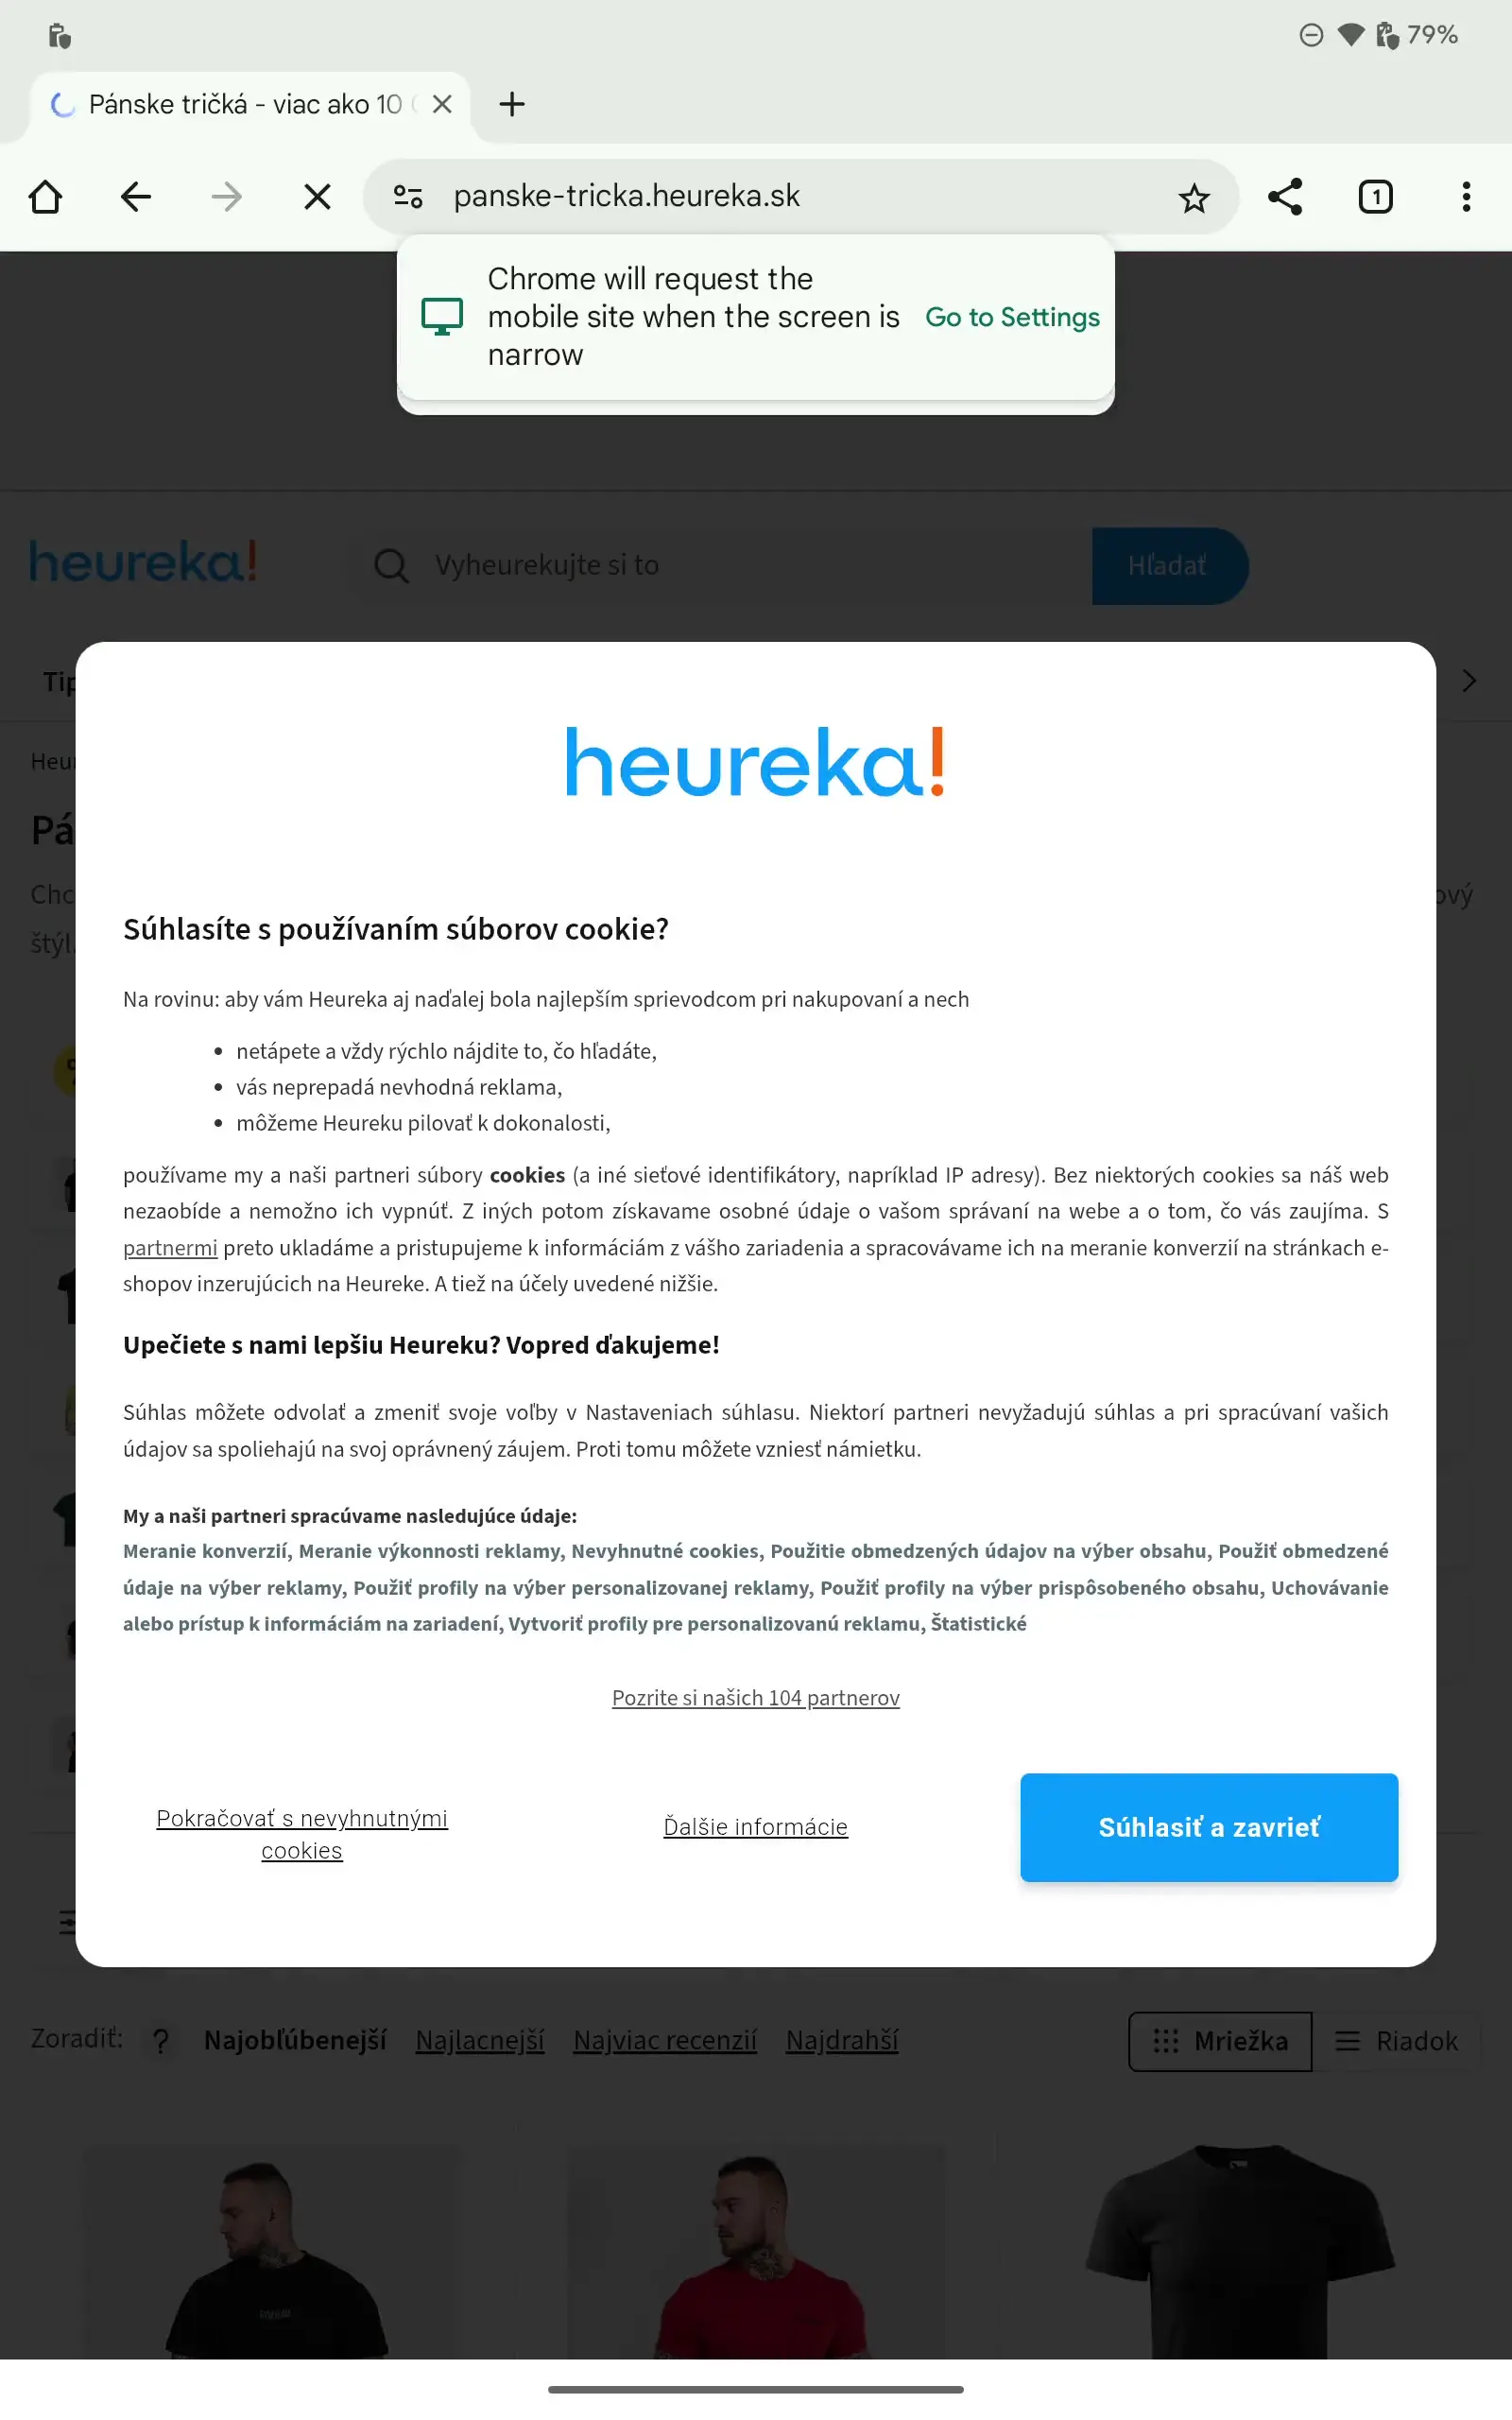 79%
Pánske tričká - viac ako 10
panske-tricka.heureka.sk
1
Chrome will request the
mobile site when the screen is
narrow
Go to Settings
heureka!
Vyheurekujte si to
Hľadať
Tip
Heur
heureka!
Pá
Chc
ový
štýl
Súhlasíte s používaním súborov cookie?
Na rovinu: aby vám Heureka aj naďalej bola najlepším sprievodcom pri nakupovaní a nech
• netápete a vždy rýchlo nájdite to, čo hľadáte,
• vás neprepadá nevhodná reklama,
• môžeme Heureku pilovať k dokonalosti,
používame my a naši partneri súbory cookies (a iné sieťové identifikátory, napríklad IP adresy). Bez niektorých cookies sa náš web
nezaobíde a nemožno ich vypnúť. Z iných potom získavame osobné údaje o vašom správaní na webe a o tom, čo vás zaujíma. S
partnermi preto ukladáme a pristupujeme k informáciám z vášho zariadenia a spracovávame ich na meranie konverzií na stránkach e-
shopov inzerujúcich na Heureke. A tiež na účely uvedené nižšie.
Upečiete s nami lepšiu Heureku? Vopred ďakujeme!
Súhlas môžete odvolať a zmeniť svoje voľby v Nastaveniach súhlasu. Niektorí partneri nevyžadujú súhlas a pri spracúvaní vašich
údajov sa spoliehajú na svoj oprávnený záujem. Proti tomu môžete vzniesť námietku.
My a naši partneri spracúvame nasledujúce údaje:
Meranie konverzií, Meranie výkonnosti reklamy, Nevyhnutné cookies, Použitie obmedzených údajov na výber obsahu, Použiť obmedzené
údaje na výber reklamy, Použiť profily na výber personalizovanej reklamy, Použiť profily na výber prispôsobeného obsahu, Uchovávanie
alebo prístup k informáciám na zariadení, Vytvoriť profily pre personalizovanú reklamu, Štatistické
Pozrite si našich 104 partnerov
Pokračovať s nevyhnutnými
cookies
Ďalšie informácie
Súhlasiť a zavrieť
Zoradiť: ? Najobľúbenejší Najlacnejší Najviac recenzií Najdrahší
Mriežka
Riadok